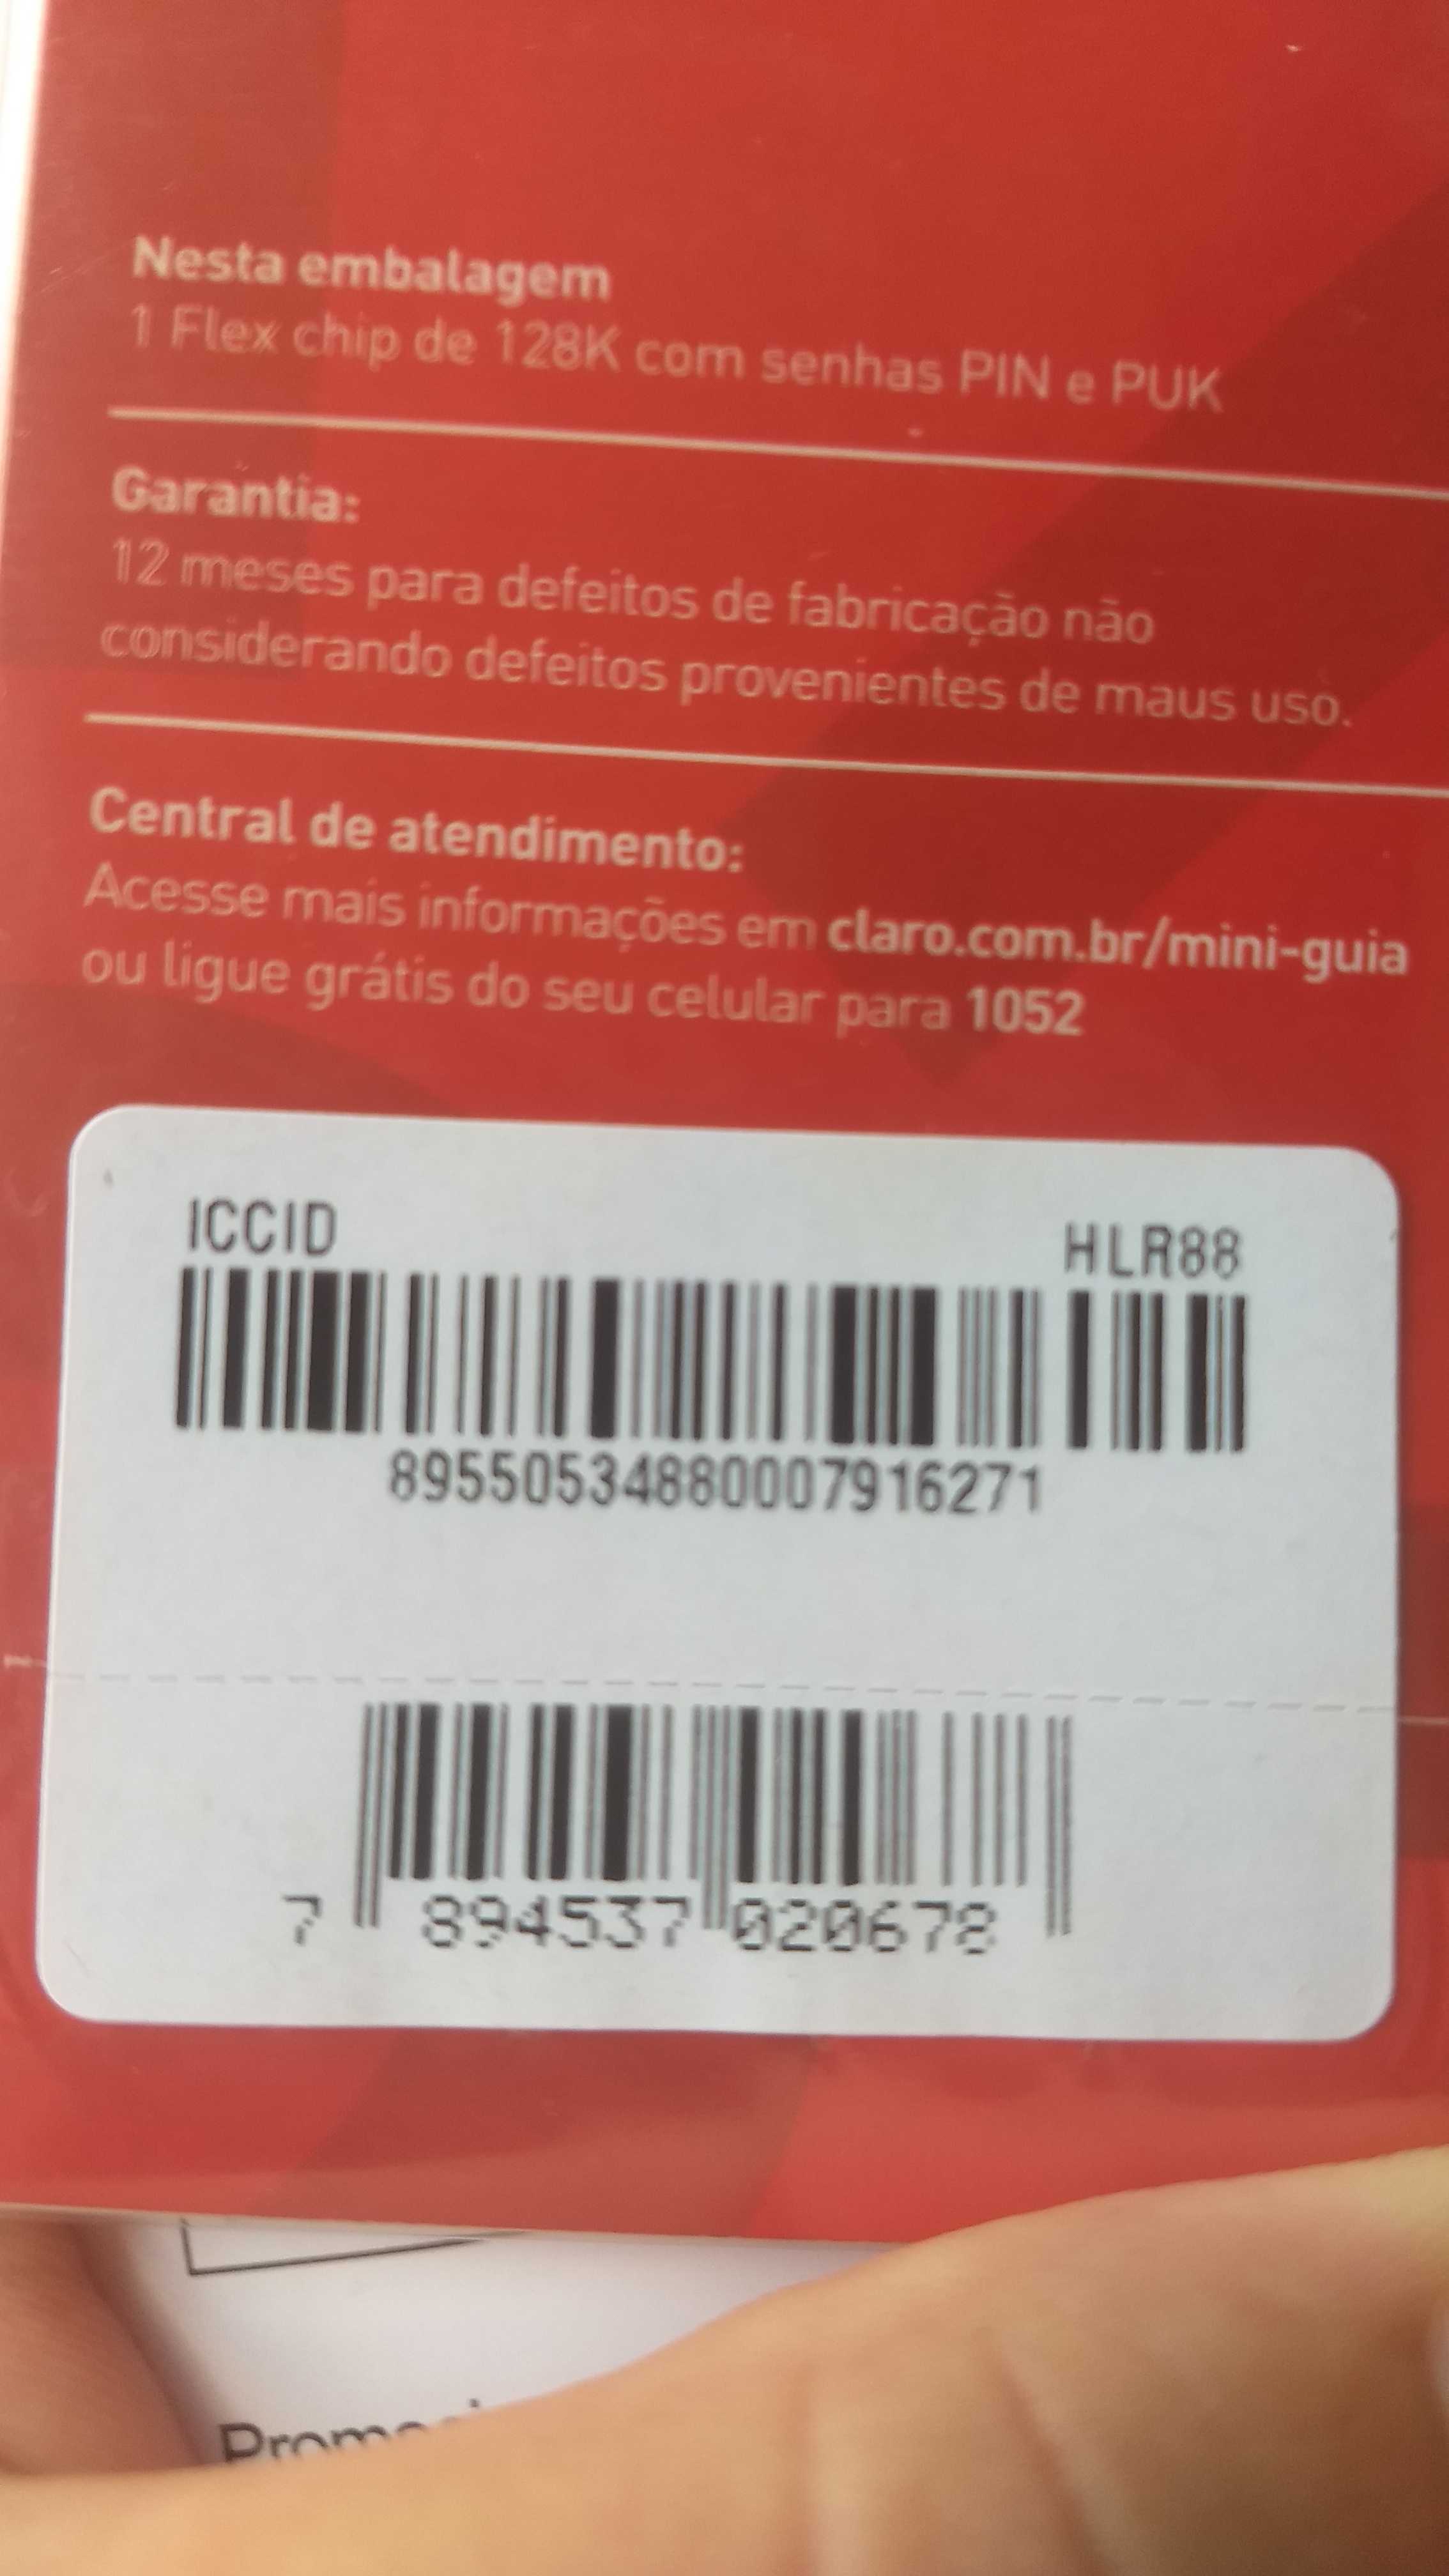 Nesta embalagem
1 Flex chip de 128K com senhas PIN e PUK
Garantia:
12 meses para defeitos de fabricação não
considerando defeitos provenientes de maus uso.
Central de atendimento:
Acesse mais informações em claro.com.br/mini-guia
ou ligue grátis do seu celular para 1052
ICCID HLR88
89550534880007916271
7 894537 020678